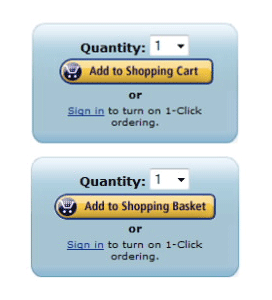 Quantity: 1
Add to Shopping Cart
or
Sign in to turn on 1-Click
ordering.
Quantity: 1
Add to Shopping Basket
or
Sign in to turn on 1-Click
ordering.